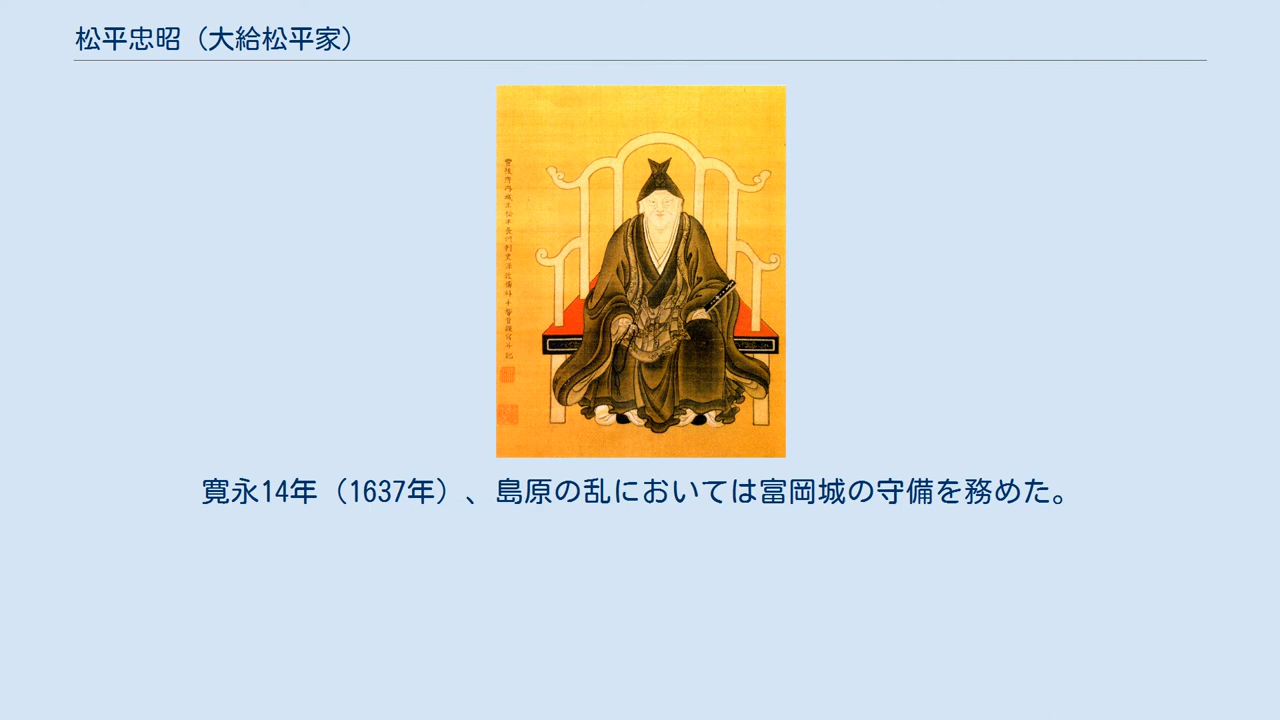 松平忠昭（大給松平家）
寛永14年（1637年）、島原の乱においては富岡城の守備を務めた。